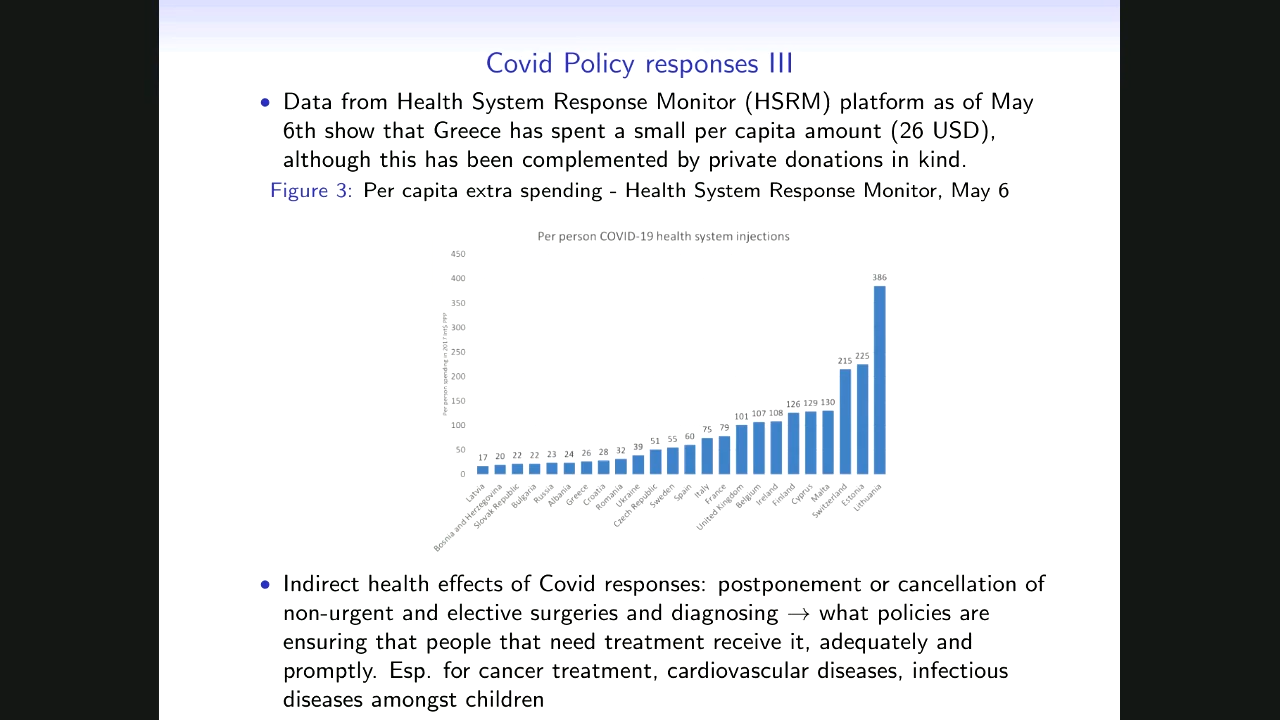 Covid Policy responses III
• Data from Health System Response Monitor (HSRM) platform as of May
6th show that Greece has spent a small per capita amount (26 USD),
although this has been complemented by private donations in kind.
Figure 3: Per capita extra spending - Health System Response Monitor, May 6
Per person COVID-19 health system injections
Per person spending in 2017 Int$ PPP
450
400
350
300
250
200
150
100
50
0
17 20 22 22 23 24 26 28 32 39 51 55 60 75 79 101 107 108 126 129 130 215 225 386
Latvia
Bosnia and Herzegovina
Slovak Republic
Bulgaria
Russia
Albania
Greece
Croatia
Romania
Ukraine
Czech Republic
Sweden
Spain
Italy
France
United Kingdom
Belgium
Ireland
Finland
Cyprus
Malta
Switzerland
Estonia
Lithuania
• Indirect health effects of Covid responses: postponement or cancellation of
non-urgent and elective surgeries and diagnosing → what policies are
ensuring that people that need treatment receive it, adequately and
promptly. Esp. for cancer treatment, cardiovascular diseases, infectious
diseases amongst children